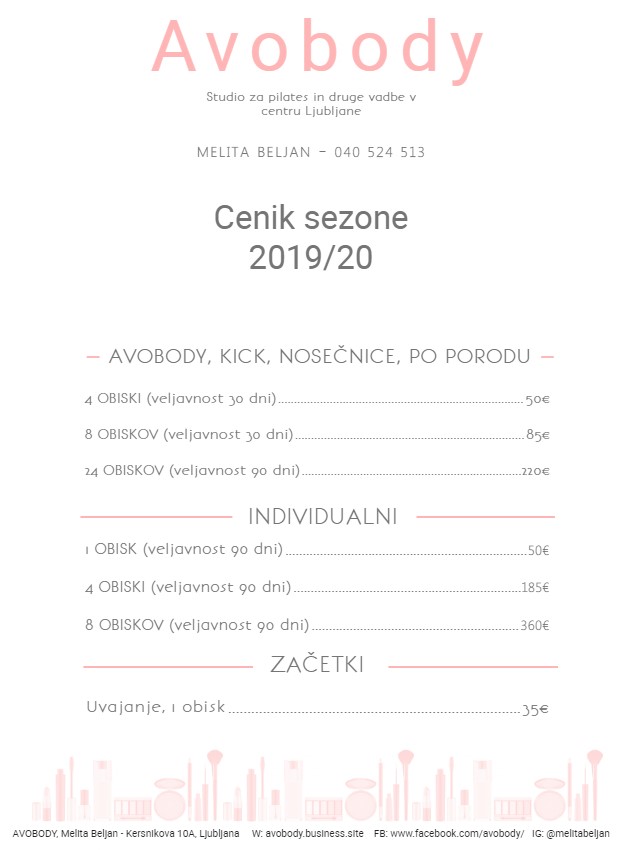 Avobody
Studio za pilates in druge vadbe v
centru Ljubljane
MELITA BELJAN – 040 524 513
Cenik sezone
2019/20
AVOBODY, KICK, NOSEČNICE, PO PORODU
4 OBISKI (veljavnost 30 dni)..........50€
8 OBISKOV (veljavnost 30 dni)..........85€
24 OBISKOV (veljavnost 90 dni)..........220€
INDIVIDUALNI
1 OBISK (veljavnost 90 dni)..........50€
4 OBISKI (veljavnost 90 dni)..........185€
8 OBISKOV (veljavnost 90 dni)..........360€
ZAČETKI
Uvajanje, 1 obisk..........35€
AVOBODY, Melita Beljan - Kersnikova 10A, Ljubljana W: avobody.business.site FB: www.facebook.com/avobody/ IG: @melitabeljan